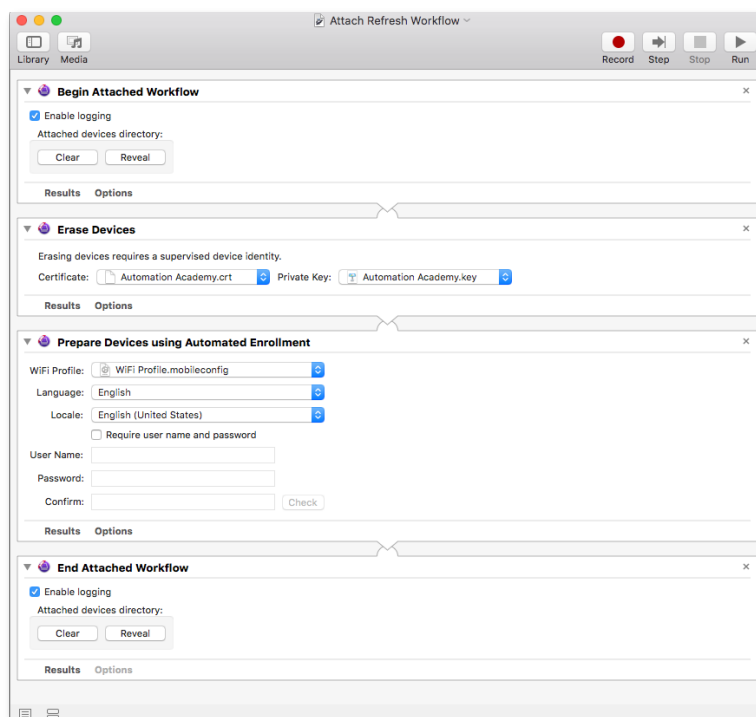 Attach Refresh Workflow
Library Media Record Step Stop Run
Begin Attached Workflow
Enable logging
Attached devices directory:
Clear Reveal
Results Options
Erase Devices
Erasing devices requires a supervised device identity.
Certificate: Automation Academy.crt Private Key: Automation Academy.key
Results Options
Prepare Devices using Automated Enrollment
WiFi Profile: WiFi Profile.mobileconfig
Language: English
Locale: English (United States)
Require user name and password
User Name:
Password:
Confirm: Check
Results Options
End Attached Workflow
Enable logging
Attached devices directory:
Clear Reveal
Results Options